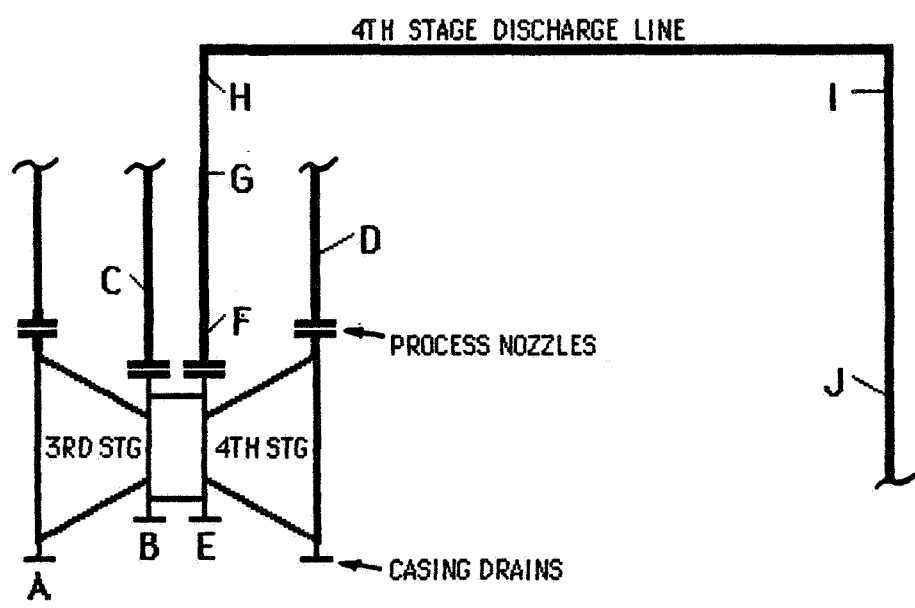 4TH STAGE DISCHARGE LINE
H
I
G
D
C
F
PROCESS NOZZLES
J
3RD STG
4TH STG
B
E
CASING DRAINS
A